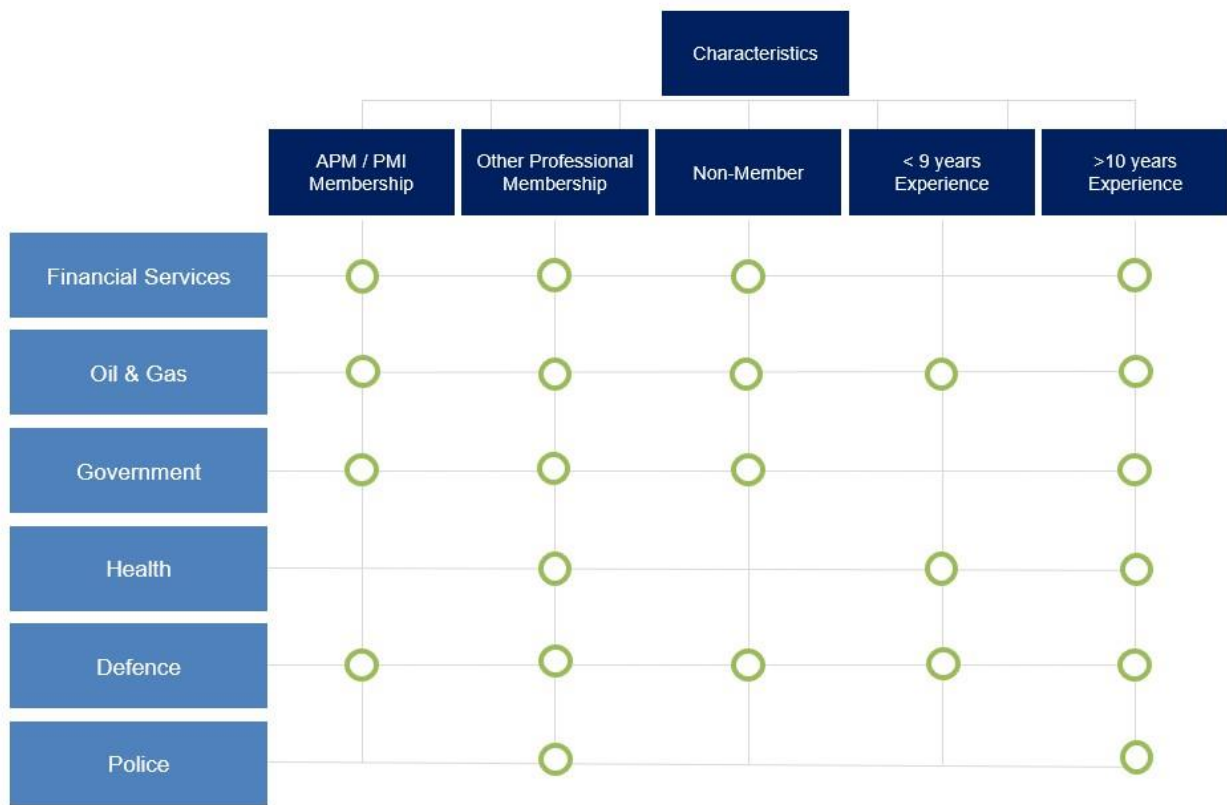 Characteristics
APM / PMI
Membership
Other Professional
Membership
Non-Member
< 9 years
Experience
>10 years
Experience
Financial Services
Oil & Gas
Government
Health
Defence
Police